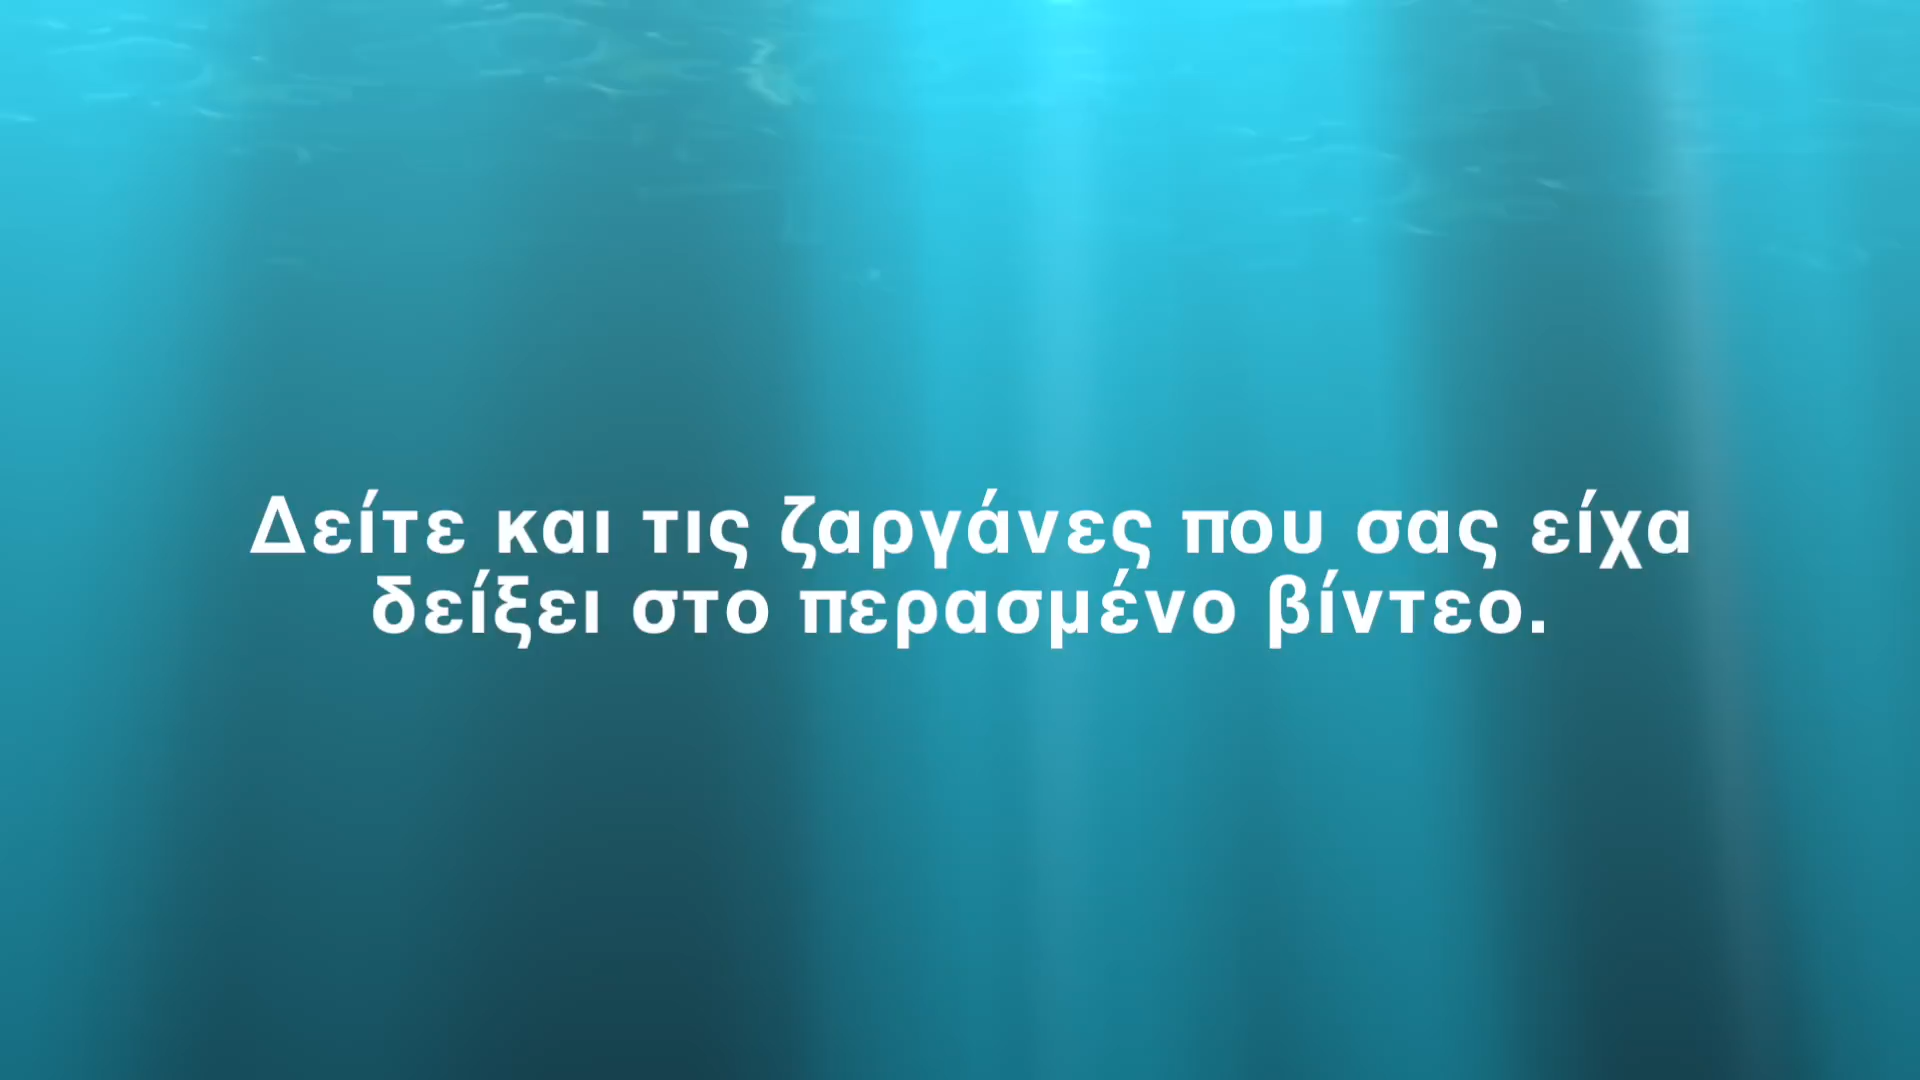 Δείτε και τις ζαργάνες που σας είχα
δείξει στο περασμένο βίντεο.